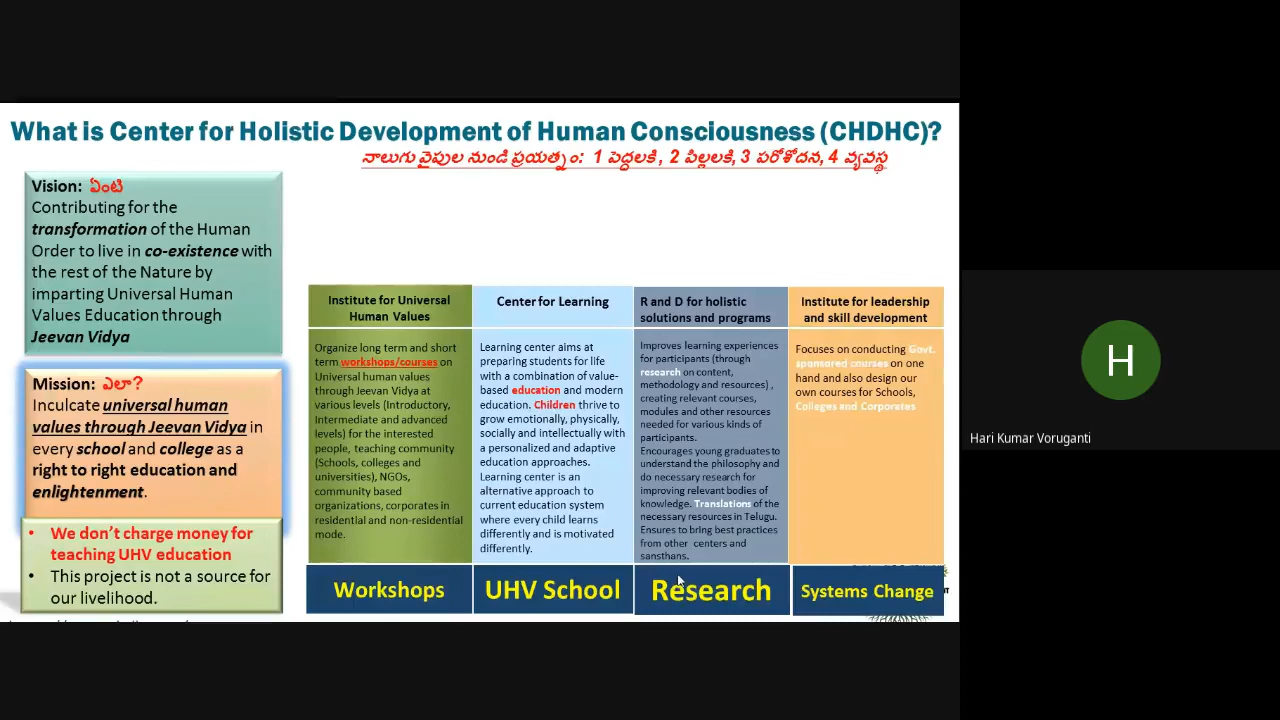 What is Center for Holistic Development of Human Consciousness (CHDHC)?
నాలుగు వైపుల నుండి ప్రయత్నం: 1 పెద్దలకి, 2 పిల్లలకి, 3 పరోశోదన, 4 వ్యవస్థ
Vision: ఏంటి
Contributing for the
transformation of the Human
Order to live in co-existence with
the rest of the Nature by
imparting Universal Human
Values Education through
Jeevan Vidya
Mission: ఎలా?
Inculcate universal human
values through Jeevan Vidya in
every school and college as a
right to right education and
enlightenment.
• We don’t charge money for
teaching UHV education
• This project is not a source for
our livelihood.
Institute for Universal
Human Values
Organize long term and short
term workshops/courses on
Universal human values
through Jeevan Vidya at
various levels (Introductory,
Intermediate and advanced
levels) for the interested
people, teaching community
(Schools, colleges and
universities), NGOs,
community based
organizations, corporates in
residential and non-residential
mode.
Workshops
Center for Learning
Learning center aims at
preparing students for life
with a combination of value-
based education and modern
education. Children thrive to
grow emotionally, physically,
socially and intellectually with
a personalized and adaptive
education approaches.
Learning center is an
alternative approach to
current education system
where every child learns
differently and is motivated
differently.
UHV School
R and D for holistic
solutions and programs
Improves learning experiences
for participants (through
research on content,
methodology and resources) ,
creating relevant courses,
modules and other resources
needed for various kinds of
participants.
Encourages young graduates to
understand the philosophy and
do necessary research for
improving relevant bodies of
knowledge. Translations of the
necessary resources in Telugu.
Ensures to bring best practices
from other centers and
sansthans.
Research
Institute for leadership
and skill development
Focuses on conducting Govt.
sponsored courses on one
hand and also design our
own courses for Schools,
Colleges and Corporates
Systems Change
H
Hari Kumar Voruganti